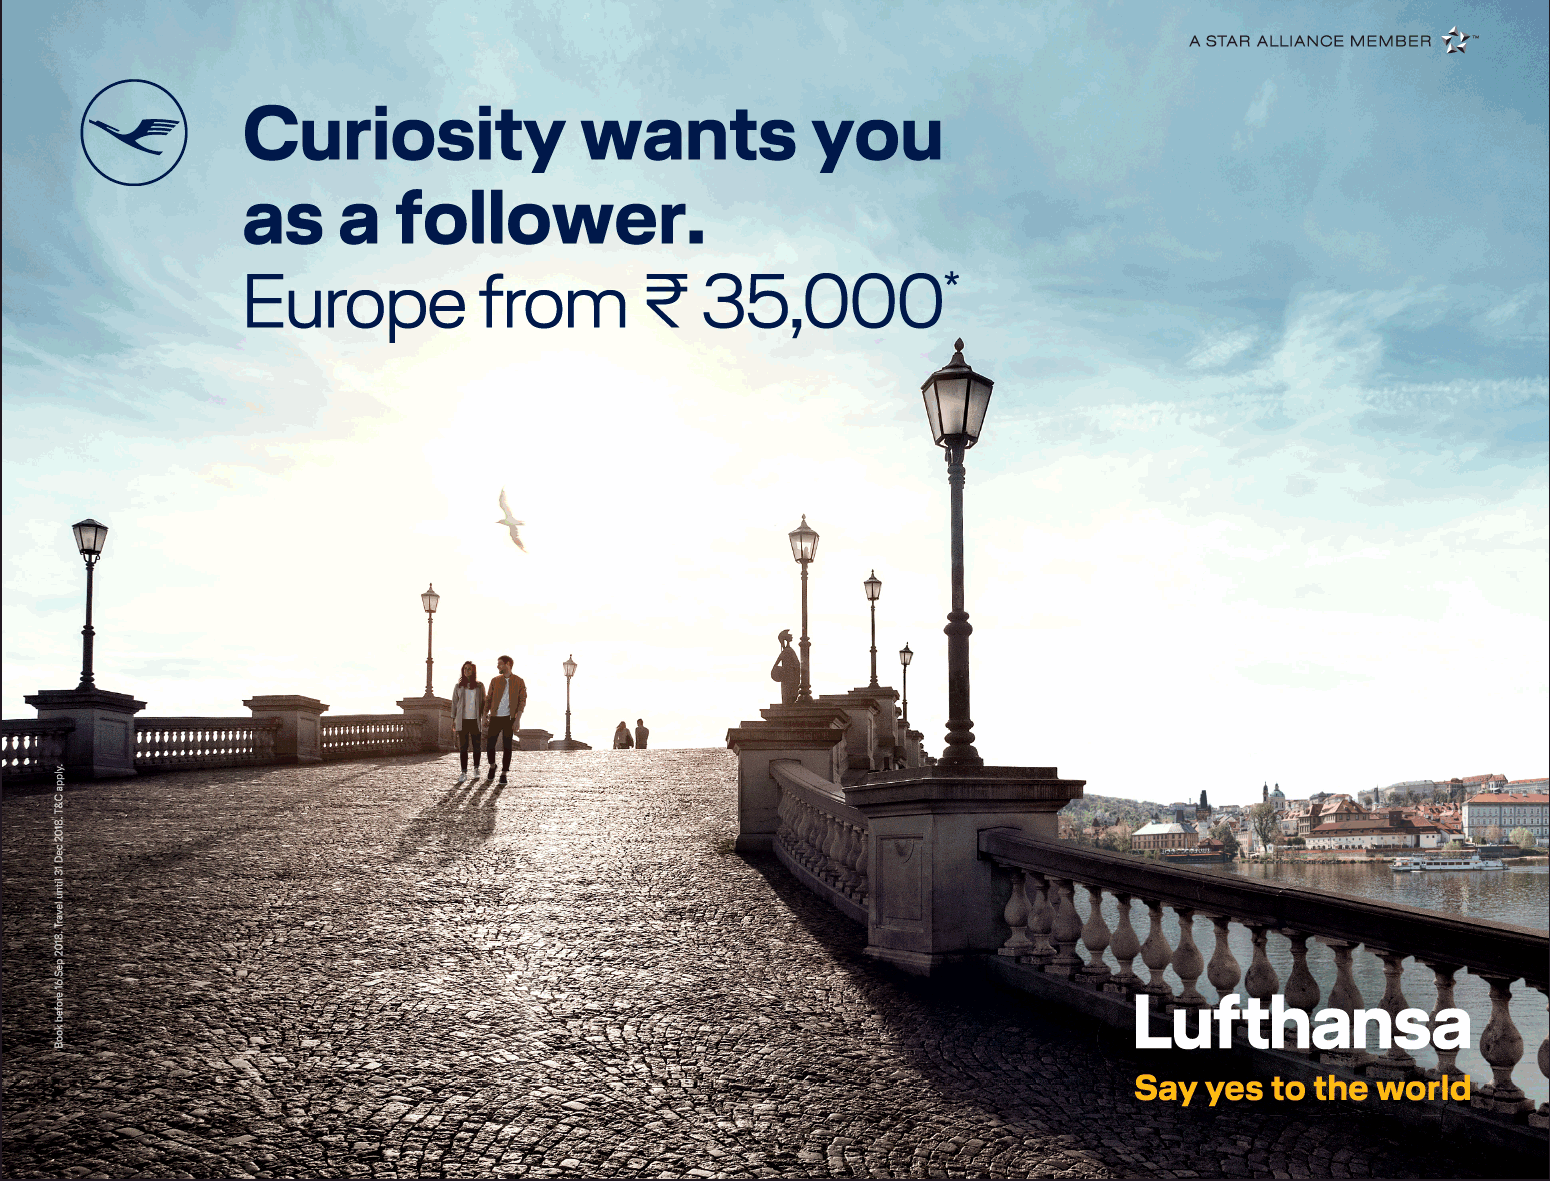 A STAR ALLIANCE MEMBER ™
Curiosity wants you
as a follower.
Europe from ₹ 35,000*
Book before 16 Sep 2018. Travel until 31 Dec 2018. T&C apply.
Lufthansa
Say yes to the world